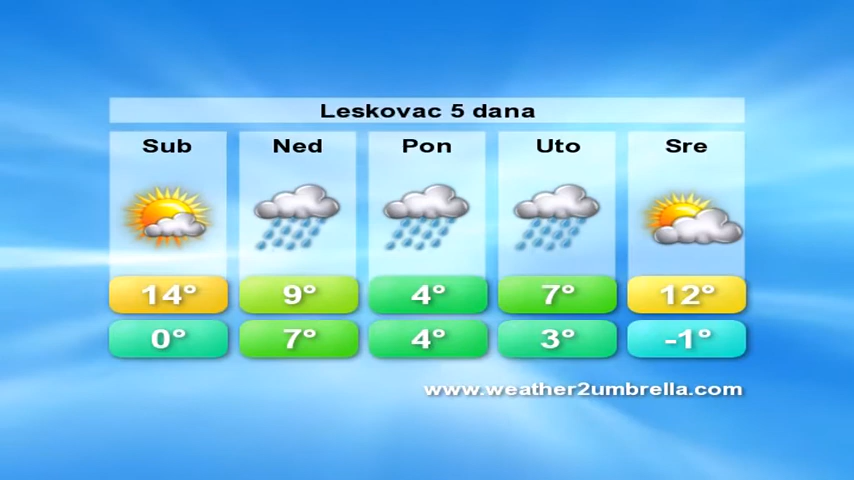 Leskovac 5 dana
Sub Ned Pon Uto Sre
14° 9° 4° 7° 12°
0° 7° 4° 3° -1°
www.weather2umbrella.com